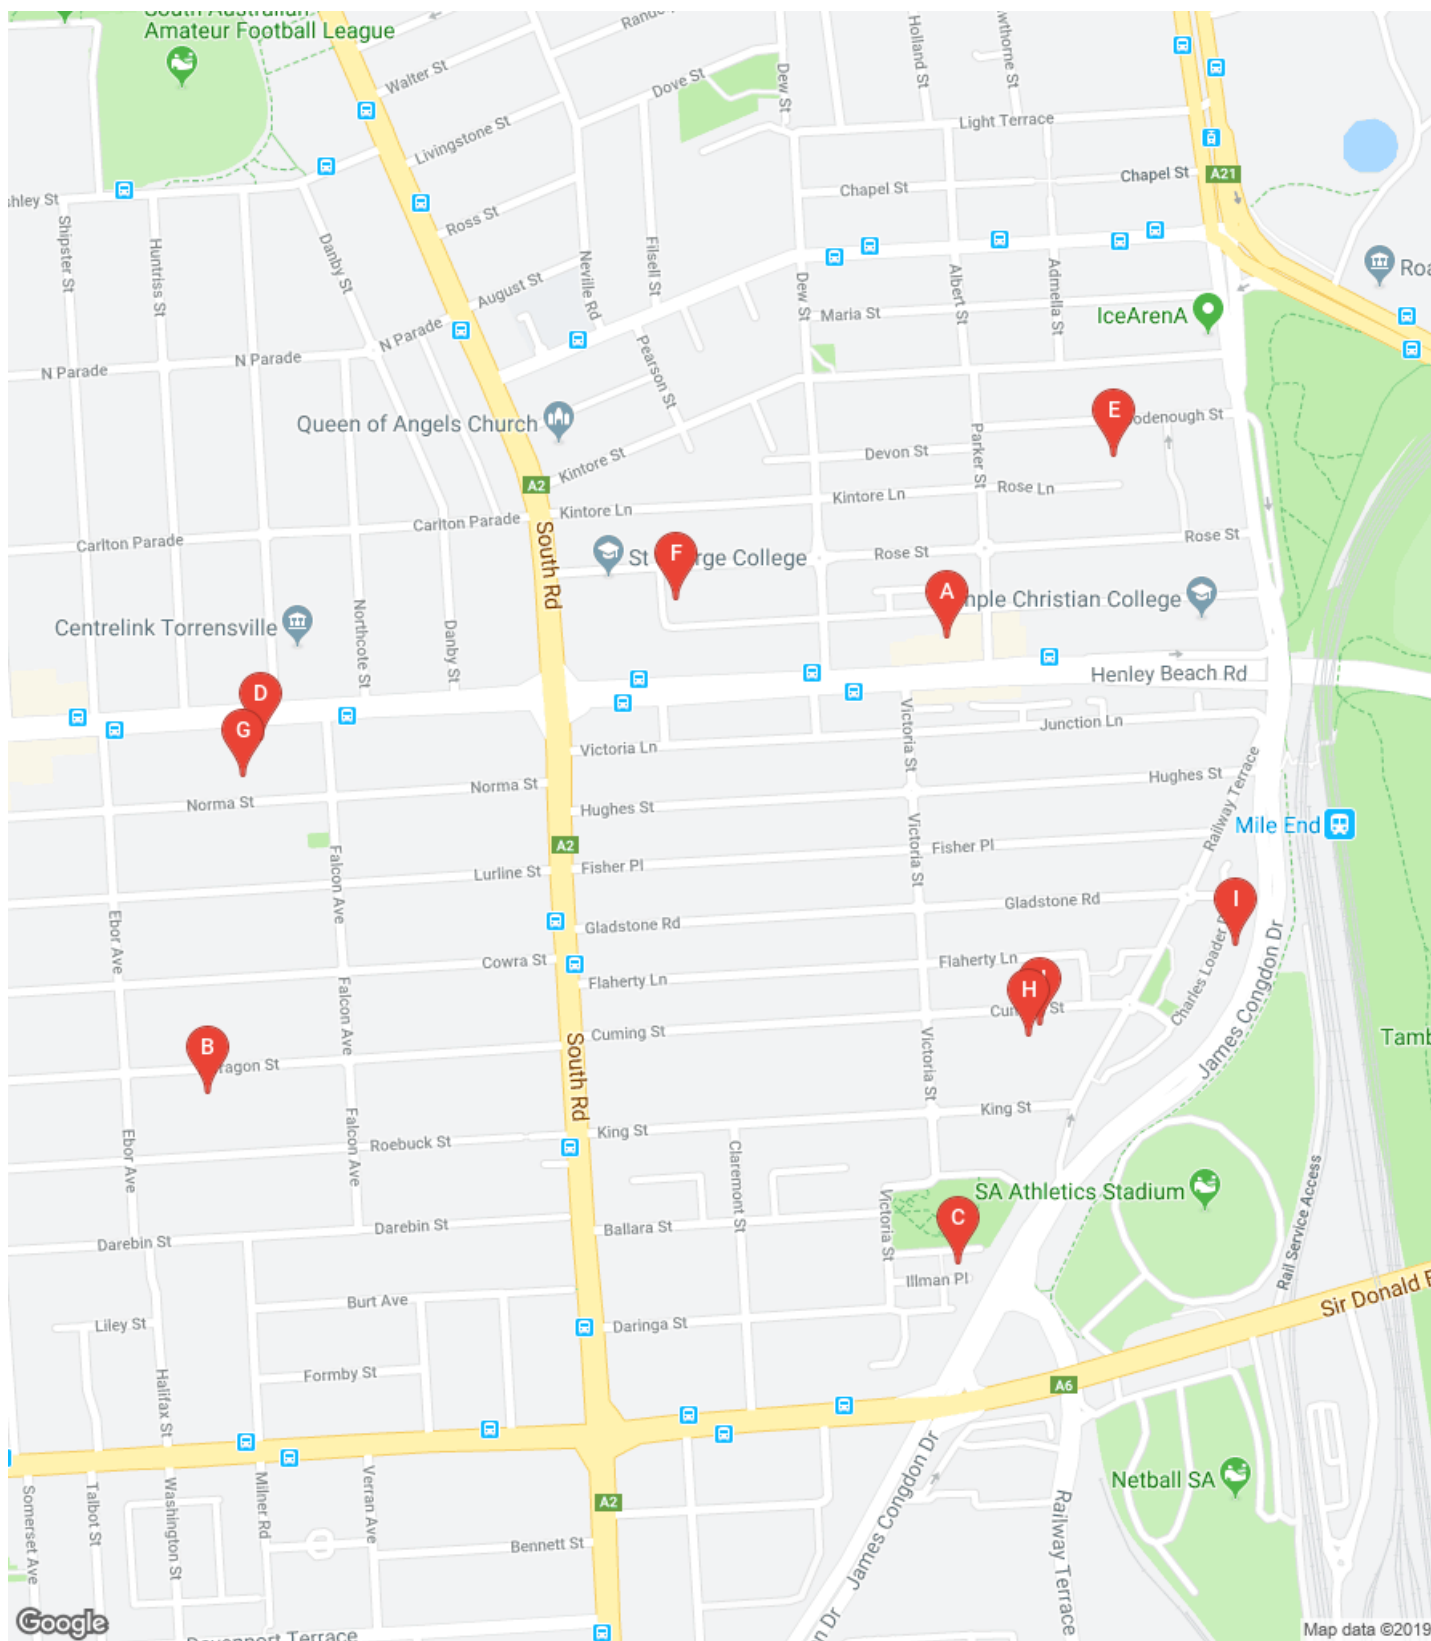 South Australian
Amateur Football League
Walter St
Dove St
Dew St
Holland St
Light Terrace
Livingstone St
Chapel St
Chapel St
A21
Shipster St
Huntriss St
Danby St
Ross St
Neville Rd
Filsell St
August St
Dew St
Albert St
Admella St
Maria St
IceArenA
N Parade
N Parade
N Parade
Pearson St
Queen of Angels Church
E
Kintore St
Devon St
Parker St
A2
Kintore Ln
Kintore Ln
Rose Ln
Carlton Parade
Carlton Parade
South Rd
F
Rose St
Rose St
A
Christian College
Centrelink Torrensville
Northcote St
Danby St
Henley Beach Rd
D
G
Victoria Ln
Victoria St
Junction Ln
Norma St
Norma St
Hughes St
Hughes St
Railway Terrace
Mile End
A2
Falcon Ave
Lurline St
Fisher Pl
Fisher Pl
Victoria St
Ebor Ave
Gladstone Rd
Gladstone Rd
I
Cowra St
Flaherty Ln
Flaherty Ln
Charles Loader
James Congdon Dr
H
Falcon Ave
Cuming St
B
South Rd
Victoria St
King St
King St
Roebuck St
Ebor Ave
Falcon Ave
Claremont St
SA Athletics Stadium
Rail Service Access
C
Darebin St
Darebin St
Ballara St
Victoria St
Illman Pl
Burt Ave
Liley St
Daringa St
Sir Donald
Formby St
Halifax St
A6
Netball SA
Somerset Ave
Talbot St
Washington St
Milner Rd
Verran Ave
A2
Bennett St
James Congdon Dr
Railway Terrace
Google
Map data ©2019